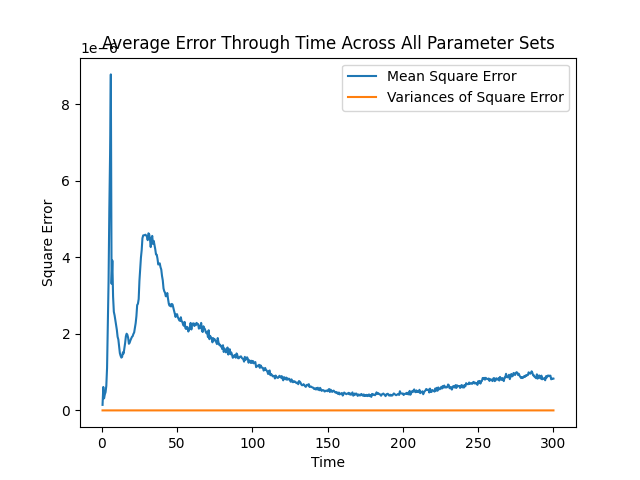 Average Error Through Time Across All Parameter Sets
Mean Square Error
Variances of Square Error
8
6
4
2
0
Square Error
0 50 100 150 200 250 300
Time